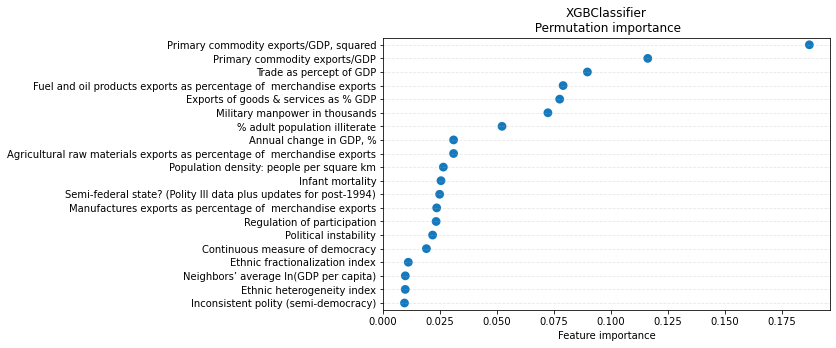 XGBClassifier
Permutation importance
Primary commodity exports/GDP, squared
Primary commodity exports/GDP
Trade as percept of GDP
Fuel and oil products exports as percentage of  merchandise exports
Exports of goods & services as % GDP
Military manpower in thousands
% adult population illiterate
Annual change in GDP, %
Agricultural raw materials exports as percentage of  merchandise exports
Population density: people per square km
Infant mortality
Semi-federal state? (Polity III data plus updates for post-1994)
Manufactures exports as percentage of  merchandise exports
Regulation of participation
Political instability
Continuous measure of democracy
Ethnic fractionalization index
Neighbors’ average ln(GDP per capita)
Ethnic heterogeneity index
Inconsistent polity (semi-democracy)
0.000 0.025 0.050 0.075 0.100 0.125 0.150 0.175
Feature importance